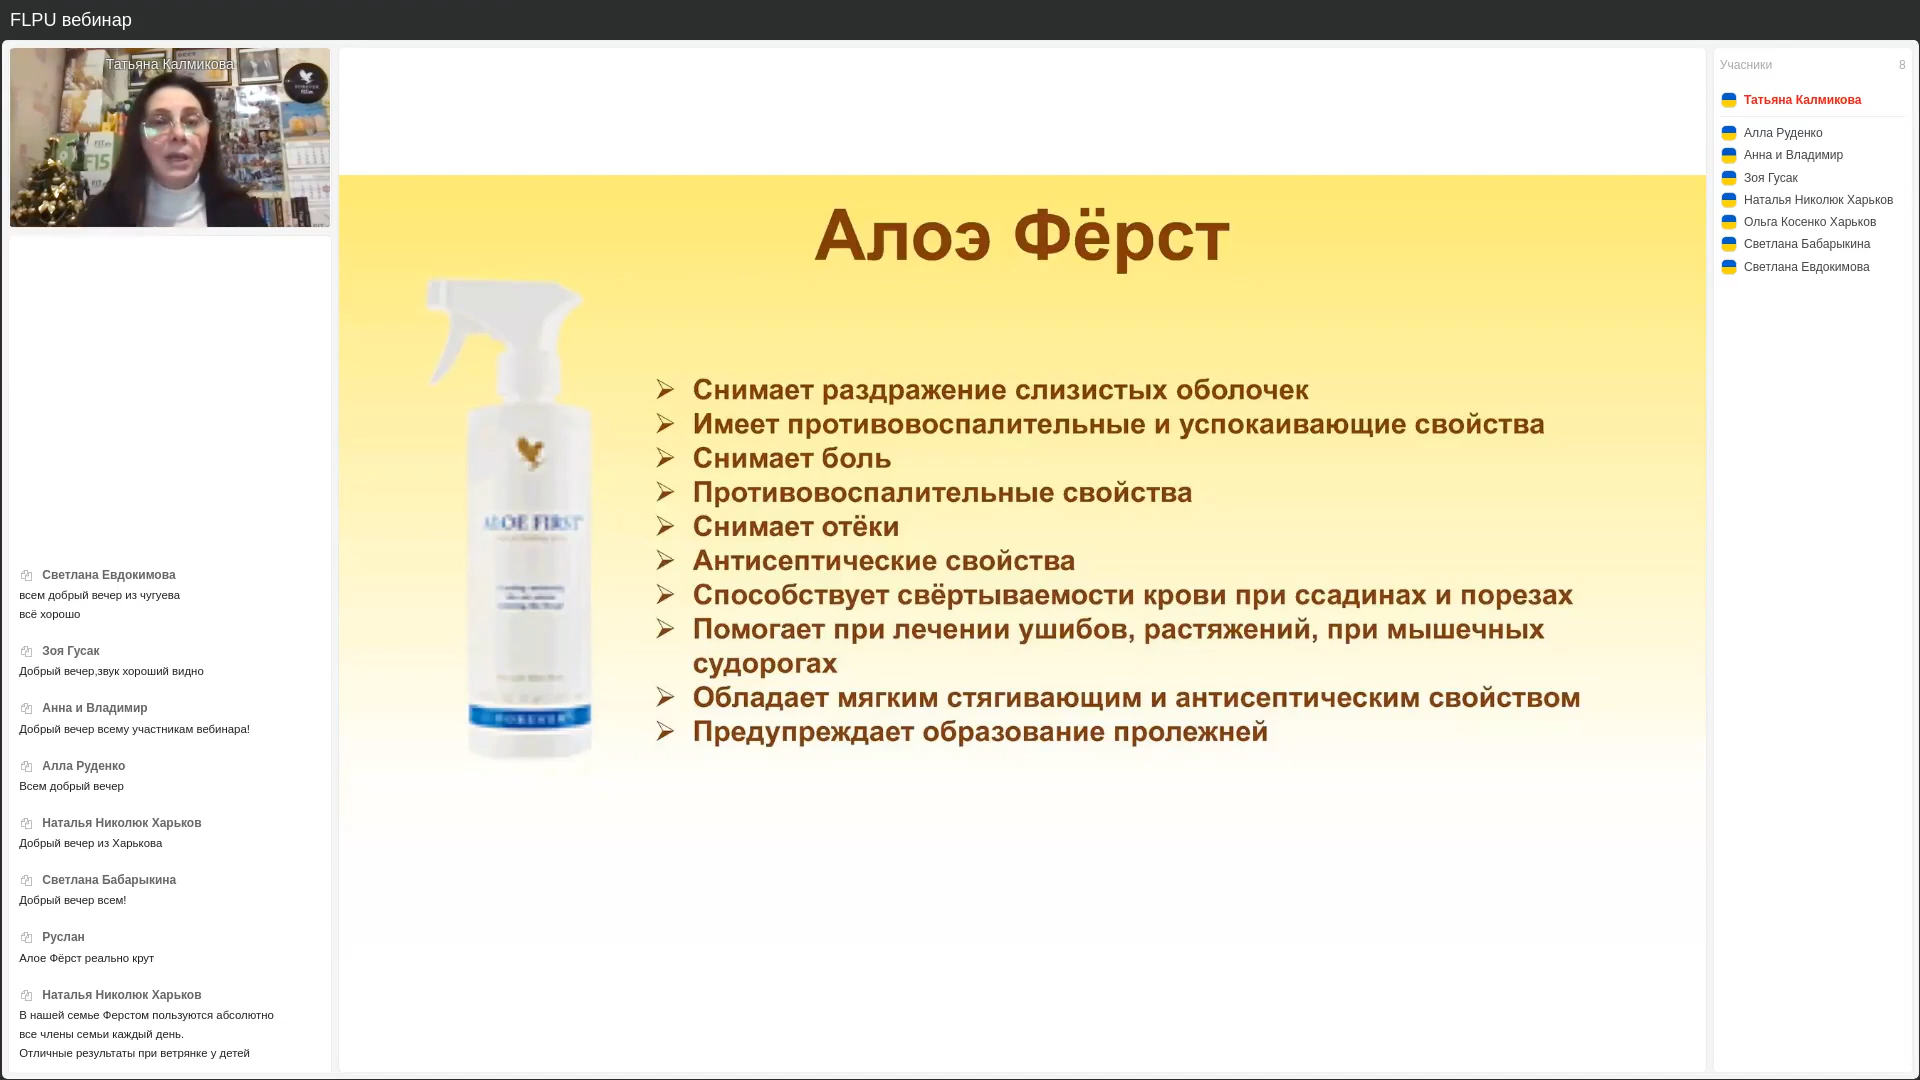 FLPU вебинар
Татьяна Калмикова
F15
Светлана Евдокимова
всем добрый вечер из чугуева
всё хорошо
Зоя Гусак
Добрый вечер,звук хороший видно
Анна и Владимир
Добрый вечер всему участникам вебинара!
Алла Руденко
Всем добрый вечер
Наталья Николюк Харьков
Добрый вечер из Харькова
Светлана Бабарыкина
Добрый вечер всем!
Руслан
Алое Фёрст реально крут
Наталья Николюк Харьков
В нашей семье Ферстом пользуются абсолютно
все члены семьи каждый день.
Отличные результаты при ветрянке у детей
Алоэ Фёрст
ALOE FIRST
FOREVER
➢ Снимает раздражение слизистых оболочек
➢ Имеет противовоспалительные и успокаивающие свойства
➢ Снимает боль
➢ Противовоспалительные свойства
➢ Снимает отёки
➢ Антисептические свойства
➢ Способствует свёртываемости крови при ссадинах и порезах
➢ Помогает при лечении ушибов, растяжений, при мышечных
судорогах
➢ Обладает мягким стягивающим и антисептическим свойством
➢ Предупреждает образование пролежней
Учасники 8
Татьяна Калмикова
Алла Руденко
Анна и Владимир
Зоя Гусак
Наталья Николюк Харьков
Ольга Косенко Харьков
Светлана Бабарыкина
Светлана Евдокимова